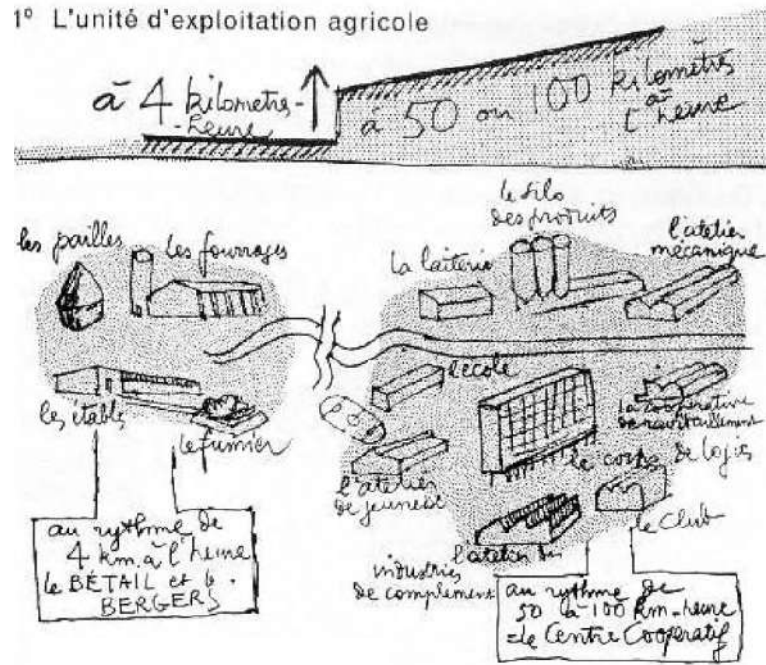 1º L'unité d'exploitation agricole
à 4 kilometres-
-heure
à 50 ou 100 kilomètres
à
l'heure
les pailles
les fourrages
la laiterie
le silo
des produits
l'atelier
mécanique
les étables
le fumier
l'école
l'atelier
de jeunesse
le corps
de logis
la coopérative
de ravitaillement
le Club
l'atelier des
industries
de complément
au rythme de
4 km. à l'heure
le BÉTAIL et
BERGERS
au rythme de
50 à 100 km-heure
=le Centre Coopératif